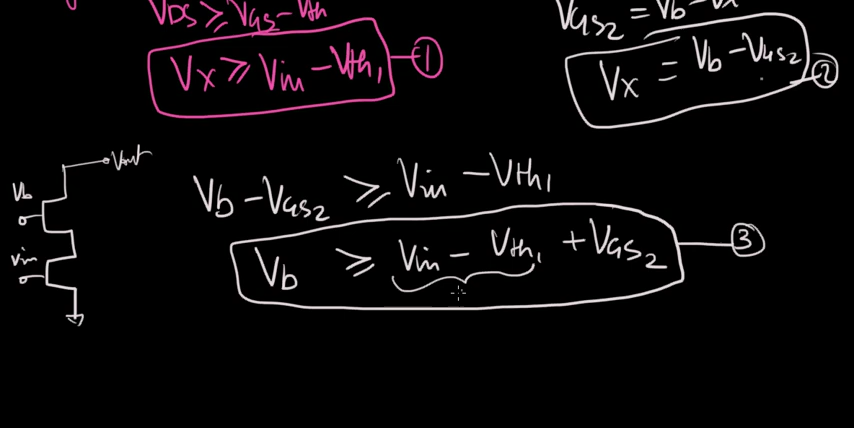 VDS ≥ VGS - Vth
VGS2 = Vb - Vx
Vx ≥ Vin - Vth1 ①
Vx = Vb - VGS2 ②
Vout
Vb
Vin
Vb - VGS2 ≥ Vin - Vth1
Vb ≥ Vin - Vth1 + VGS2 ③